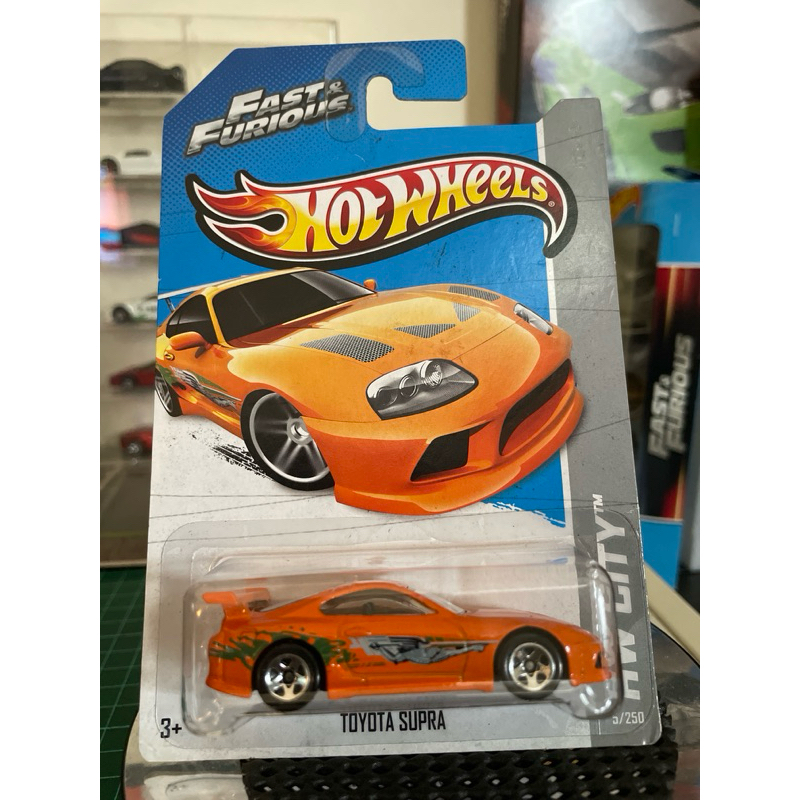 FAST &
FURIOUS
HOT WHEELS®
HW CITY™
5/250
TOYOTA SUPRA
3+
FAST &
FURIOUS